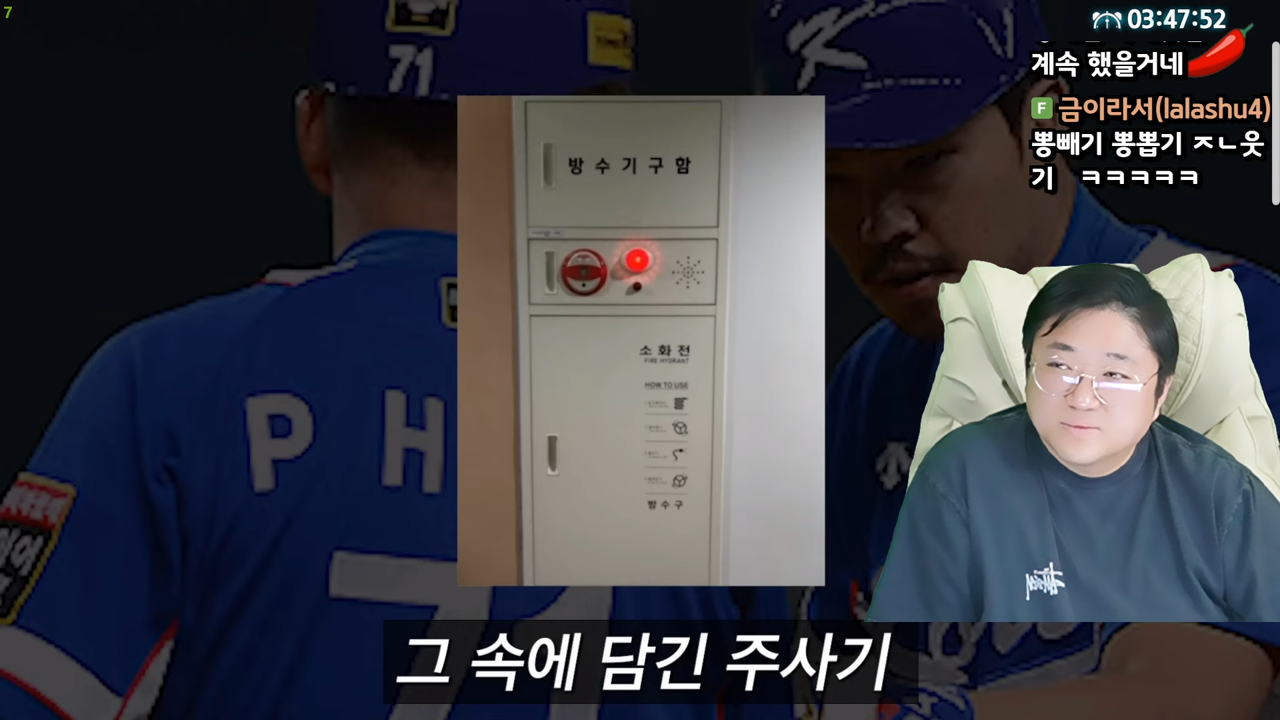 7
03:47:52
계속 했을거네
F 금이라서(lalashu4)
뽕빼기 뽕뽑기 ㅈㄴ웃
기 ㅋㅋㅋㅋㅋ
71
K
방수기구함
소화전
FIRE HYDRANT
HOW TO USE
방수구
P H
71
그 속에 담긴 주사기